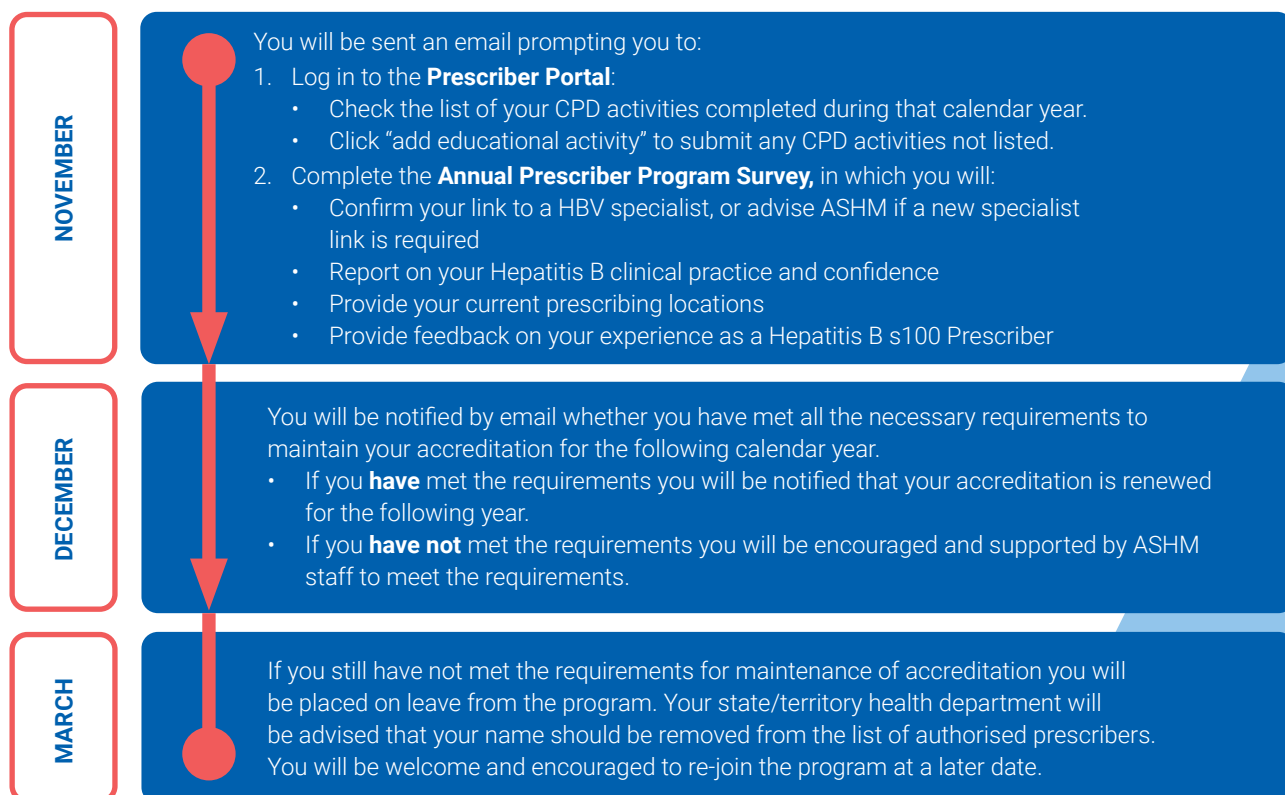 NOVEMBER
You will be sent an email prompting you to:
1. Log in to the Prescriber Portal:
• Check the list of your CPD activities completed during that calendar year.
• Click “add educational activity” to submit any CPD activities not listed.
2. Complete the Annual Prescriber Program Survey, in which you will:
• Confirm your link to a HBV specialist, or advise ASHM if a new specialist
link is required
• Report on your Hepatitis B clinical practice and confidence
• Provide your current prescribing locations
• Provide feedback on your experience as a Hepatitis B s100 Prescriber
DECEMBER
You will be notified by email whether you have met all the necessary requirements to
maintain your accreditation for the following calendar year.
• If you have met the requirements you will be notified that your accreditation is renewed
for the following year.
• If you have not met the requirements you will be encouraged and supported by ASHM
staff to meet the requirements.
MARCH
If you still have not met the requirements for maintenance of accreditation you will
be placed on leave from the program. Your state/territory health department will
be advised that your name should be removed from the list of authorised prescribers.
You will be welcome and encouraged to re-join the program at a later date.